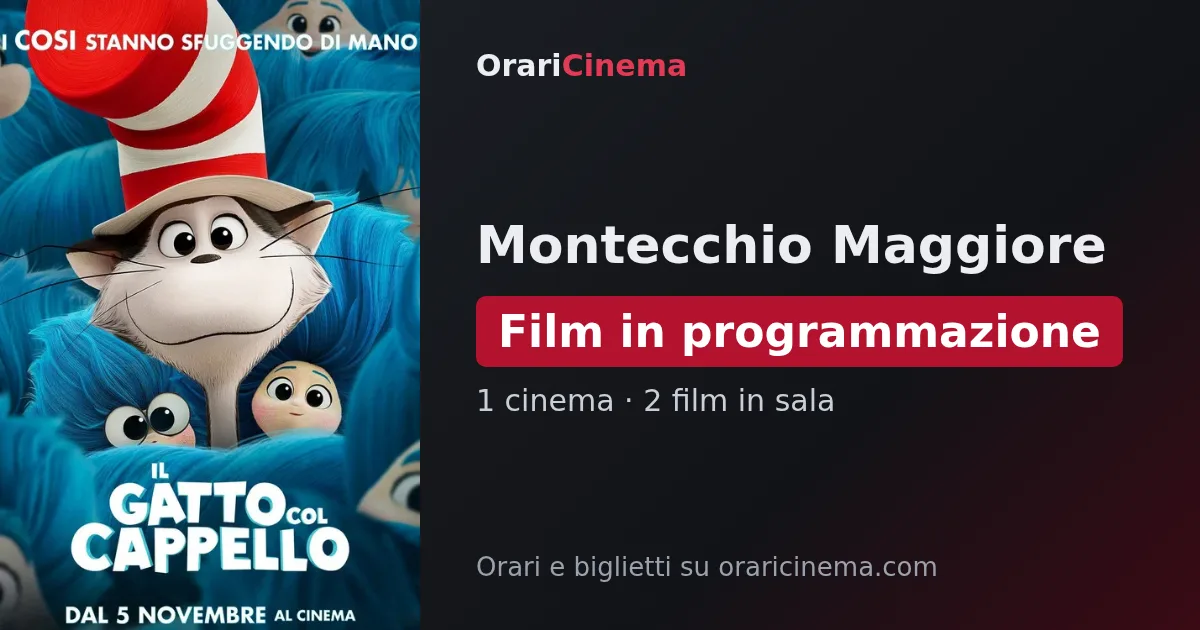 I COSI STANNO SFUGGENDO DI MANO
IL
GATTO COL
CAPPELLO
DAL 5 NOVEMBRE AL CINEMA
OrariCinema
Montecchio Maggiore
Film in programmazione
1 cinema · 2 film in sala
Orari e biglietti su oraricinema.com